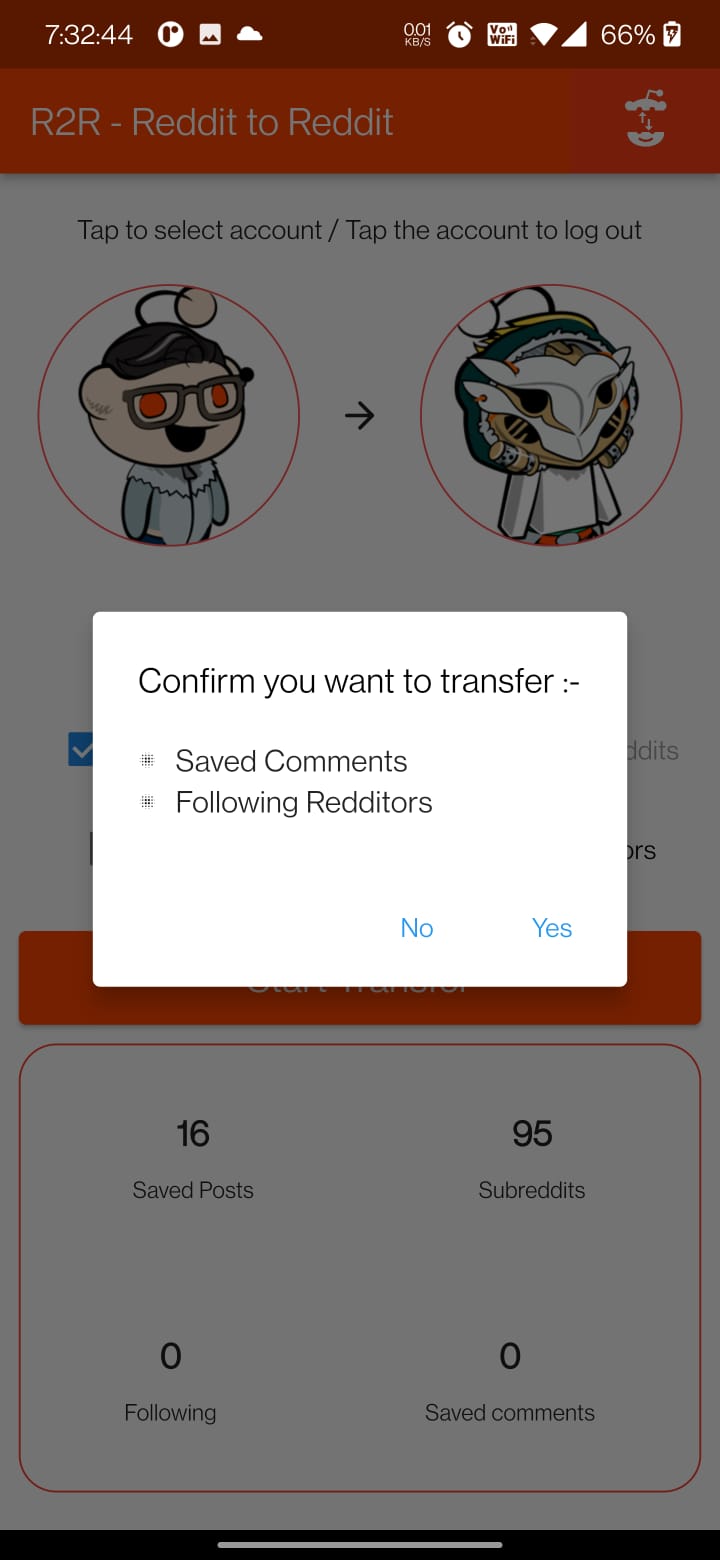 7:32:44
0.01 KB/S Vo)) WiFi 66%
R2R - Reddit to Reddit
Tap to select account / Tap the account to log out
Confirm you want to transfer :-
Saved Comments
Following Redditors
ddits
ors
No Yes
Start Transfer
16 95
Saved Posts Subreddits
0 0
Following Saved comments